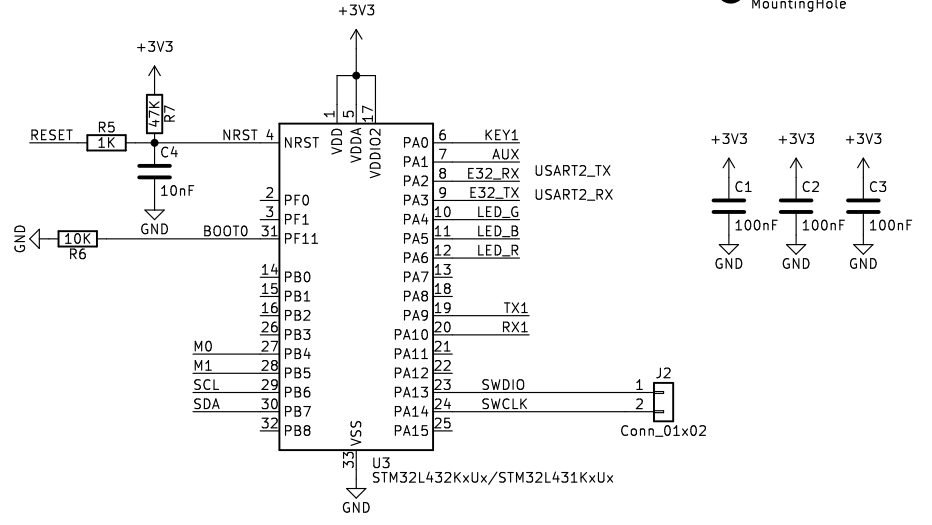 MountingHole
+3V3
+3V3
47K
R7
RESET
R5
1K
NRST 4
C4
10nF
GND
GND
10K
R6
BOOT0 31
1
5
17
VDD
VDDA
VDDIO2
NRST
2 PF0
3 PF1
PF11
14 PB0
15 PB1
16 PB2
26 PB3
M0 27 PB4
M1 28 PB5
SCL 29 PB6
SDA 30 PB7
32 PB8
VSS
33
GND
PA0 6 KEY1
PA1 7 AUX
PA2 8 E32_RX USART2_TX
PA3 9 E32_TX USART2_RX
PA4 10 LED_G
PA5 11 LED_B
PA6 12 LED_R
PA7 13
PA8 18
PA9 19 TX1
PA10 20 RX1
PA11 21
PA12 22
PA13 23 SWDIO 1
PA14 24 SWCLK 2
PA15 25
J2
Conn_01x02
U3
STM32L432KxUx/STM32L431KxUx
+3V3 +3V3 +3V3
C1 C2 C3
100nF 100nF 100nF
GND GND GND